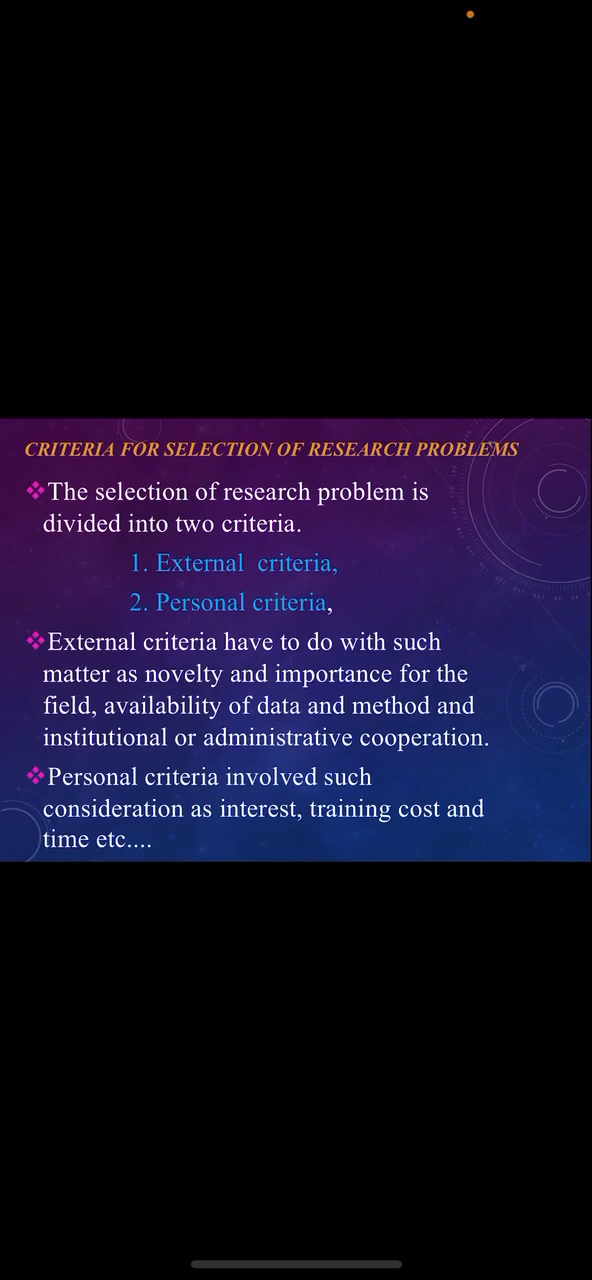 CRITERIA FOR SELECTION OF RESEARCH PROBLEMS
❖The selection of research problem is
divided into two criteria.
1. External  criteria,
2. Personal criteria,
❖External criteria have to do with such
matter as novelty and importance for the
field, availability of data and method and
institutional or administrative cooperation.
❖Personal criteria involved such
consideration as interest, training cost and
time etc....